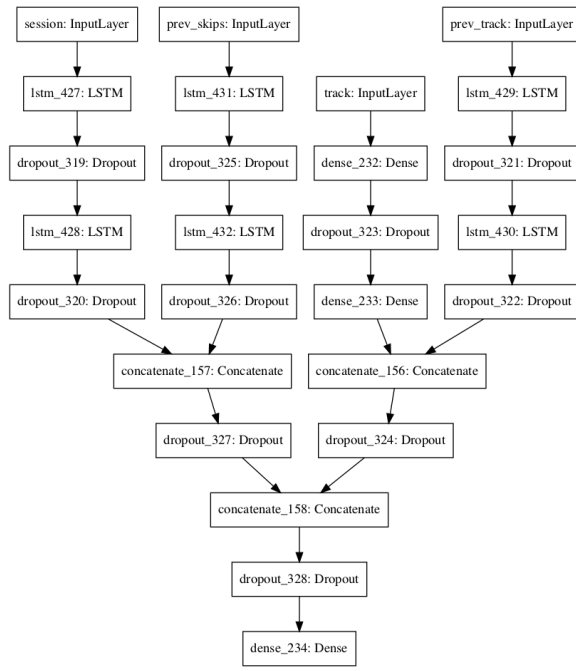 session: InputLayer
prev_skips: InputLayer
prev_track: InputLayer
lstm_427: LSTM
lstm_431: LSTM
track: InputLayer
lstm_429: LSTM
dropout_319: Dropout
dropout_325: Dropout
dense_232: Dense
dropout_321: Dropout
lstm_428: LSTM
lstm_432: LSTM
dropout_323: Dropout
lstm_430: LSTM
dropout_320: Dropout
dropout_326: Dropout
dense_233: Dense
dropout_322: Dropout
concatenate_157: Concatenate
concatenate_156: Concatenate
dropout_327: Dropout
dropout_324: Dropout
concatenate_158: Concatenate
dropout_328: Dropout
dense_234: Dense